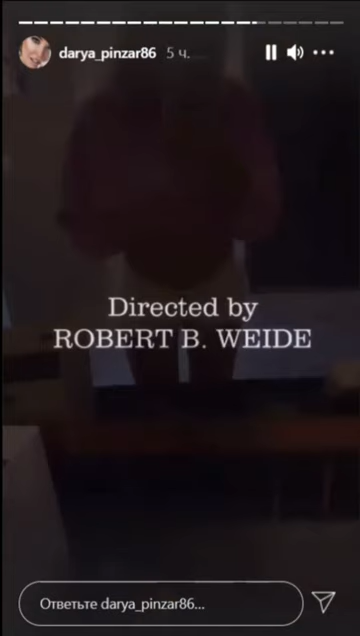 darya_pinzar86 5 ч.
Directed by
ROBERT B. WEIDE
Ответьте darya_pinzar86...